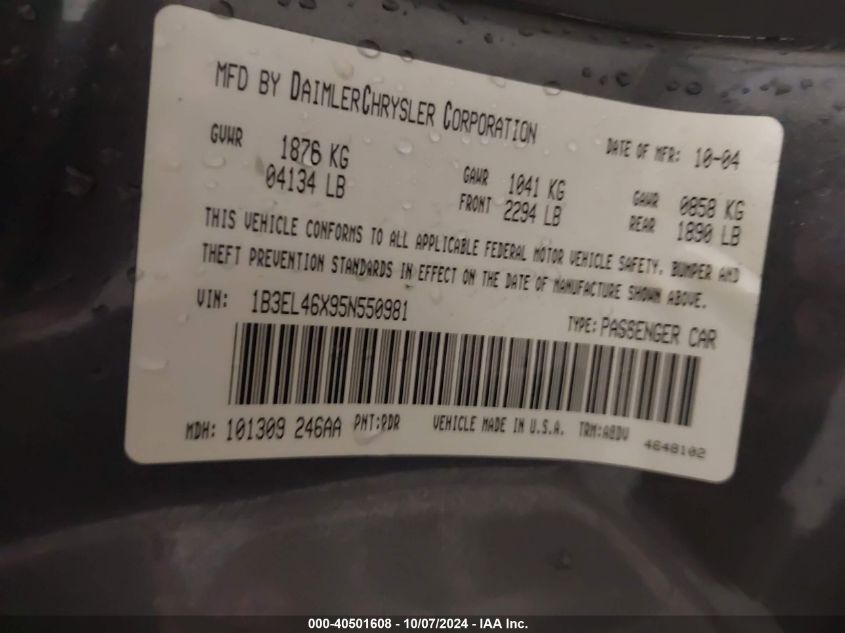 MFD BY DAIMLERCHRYSLER CORPORATION
DATE OF MFR: 10-04
GVWR 1876 KG
04134 LB
GAWR 1041 KG
FRONT 2294 LB
GAWR 0858 KG
REAR 1890 LB
THIS VEHICLE CONFORMS TO ALL APPLICABLE FEDERAL MOTOR VEHICLE SAFETY, BUMPER AND
THEFT PREVENTION STANDARDS IN EFFECT ON THE DATE OF MANUFACTURE SHOWN ABOVE.
VIN: 1B3EL46X95N550981
TYPE: PASSENGER CAR
MDH: 101309 246AA PNT:PDR VEHICLE MADE IN U.S.A. TRM:A8DV
4648102
000-40501608 - 10/07/2024 - IAA Inc.